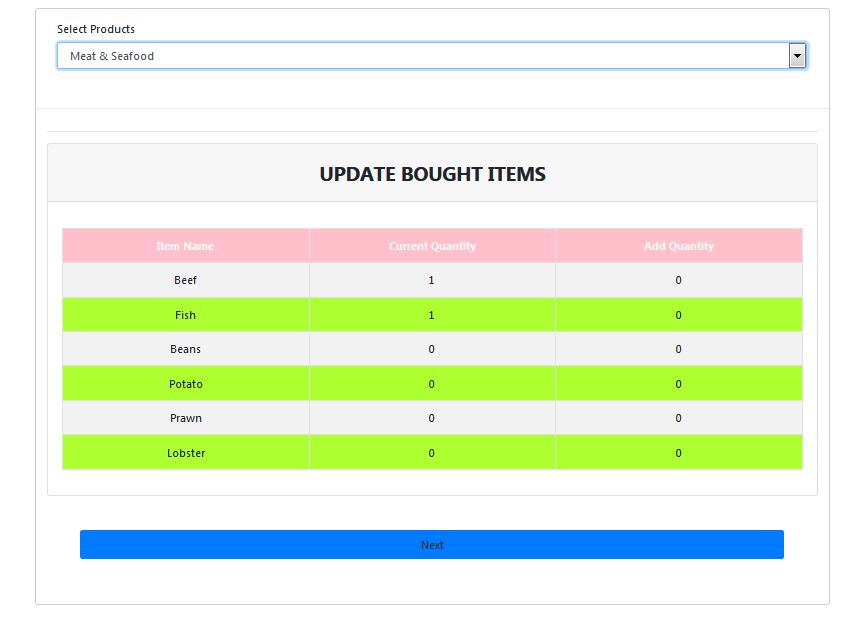 Select Products
Meat & Seafood
UPDATE BOUGHT ITEMS
Item Name Current Quantity Add Quantity
Beef 1 0
Fish 1 0
Beans 0 0
Potato 0 0
Prawn 0 0
Lobster 0 0
Next